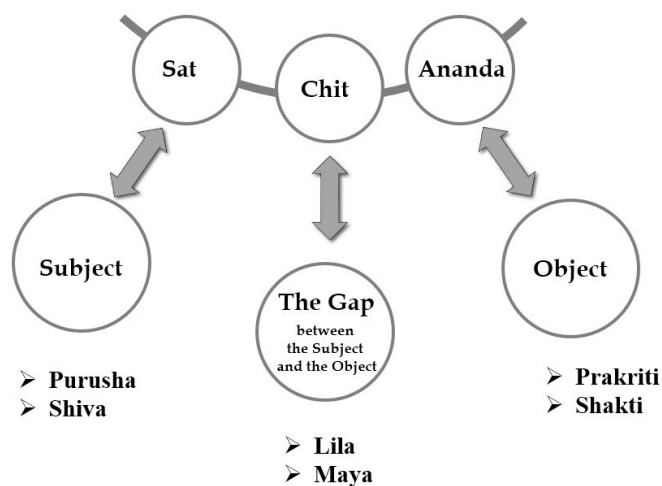 Sat
Chit
Ananda
Subject
The Gap
between
the Subject
and the Object
Object
➢ Purusha
➢ Shiva
➢ Lila
➢ Maya
➢ Prakriti
➢ Shakti